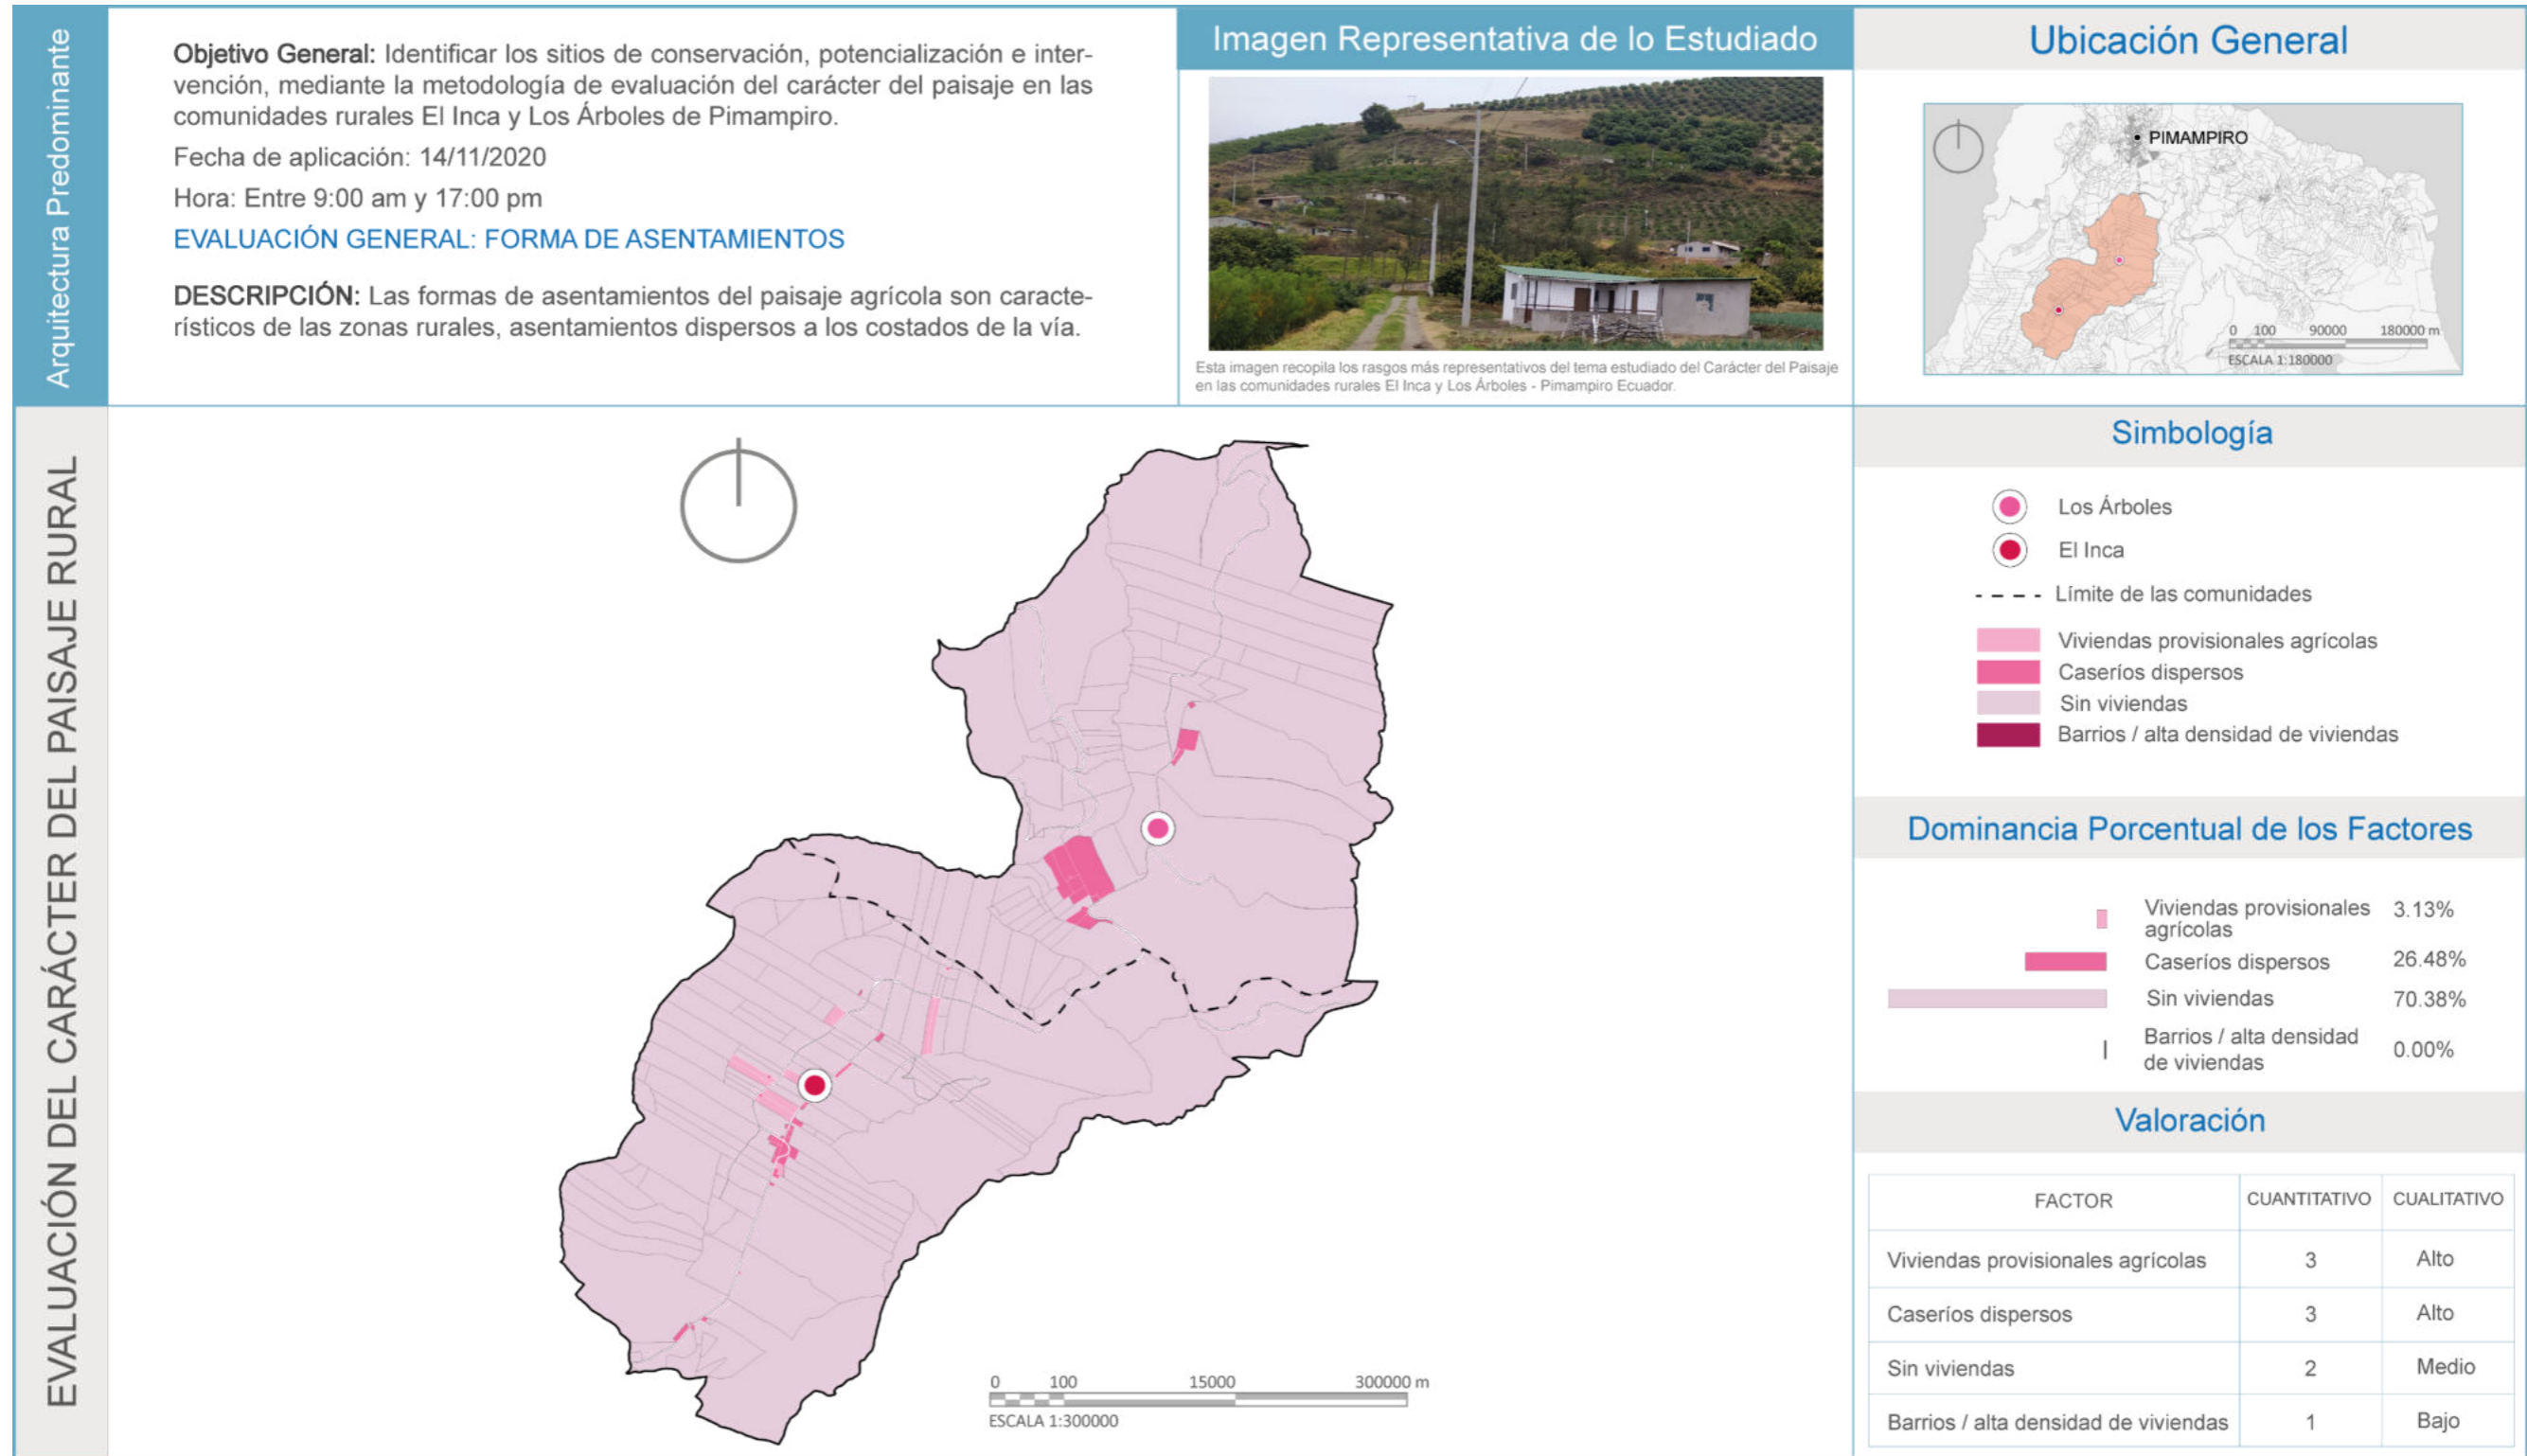 Arquitectura Predominante
Objetivo General: Identificar los sitios de conservación, potencialización e inter-
vención, mediante la metodología de evaluación del carácter del paisaje en las
comunidades rurales El Inca y Los Árboles de Pimampiro.
Fecha de aplicación: 14/11/2020
Hora: Entre 9:00 am y 17:00 pm
EVALUACIÓN GENERAL: FORMA DE ASENTAMIENTOS
DESCRIPCIÓN: Las formas de asentamientos del paisaje agrícola son caracte-
rísticos de las zonas rurales, asentamientos dispersos a los costados de la vía.
Imagen Representativa de lo Estudiado
Esta imagen recopila los rasgos más representativos del tema estudiado del Carácter del Paisaje
en las comunidades rurales El Inca y Los Árboles - Pimampiro Ecuador.
Ubicación General
PIMAMPIRO
0 100 90000 180000 m
ESCALA 1:180000
EVALUACIÓN DEL CARÁCTER DEL PAISAJE RURAL
0 100 15000 300000 m
ESCALA 1:300000
Simbología
Los Árboles
El Inca
Límite de las comunidades
Viviendas provisionales agrícolas
Caseríos dispersos
Sin viviendas
Barrios / alta densidad de viviendas
Dominancia Porcentual de los Factores
Viviendas provisionales 3.13%
agrícolas
Caseríos dispersos 26.48%
Sin viviendas 70.38%
Barrios / alta densidad 0.00%
de viviendas
Valoración
FACTOR CUANTITATIVO CUALITATIVO
Viviendas provisionales agrícolas 3 Alto
Caseríos dispersos 3 Alto
Sin viviendas 2 Medio
Barrios / alta densidad de viviendas 1 Bajo